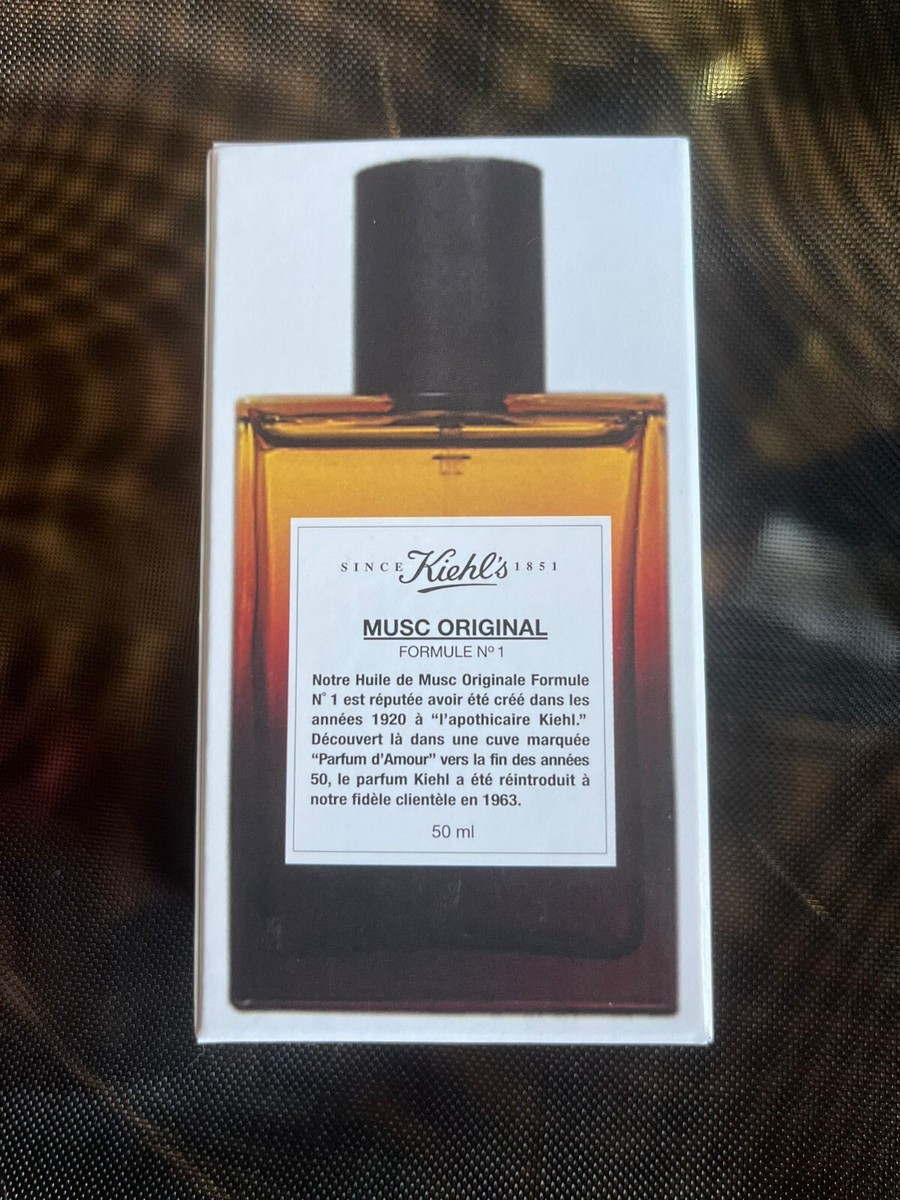 SINCE Kiehl's 1851
MUSC ORIGINAL
FORMULE Nº 1
Notre Huile de Musc Originale Formule
N° 1 est réputée avoir été créé dans les
années 1920 à “l’apothicaire Kiehl.”
Découvert là dans une cuve marquée
“Parfum d’Amour” vers la fin des années
50, le parfum Kiehl a été réintroduit à
notre fidèle clientèle en 1963.
50 ml